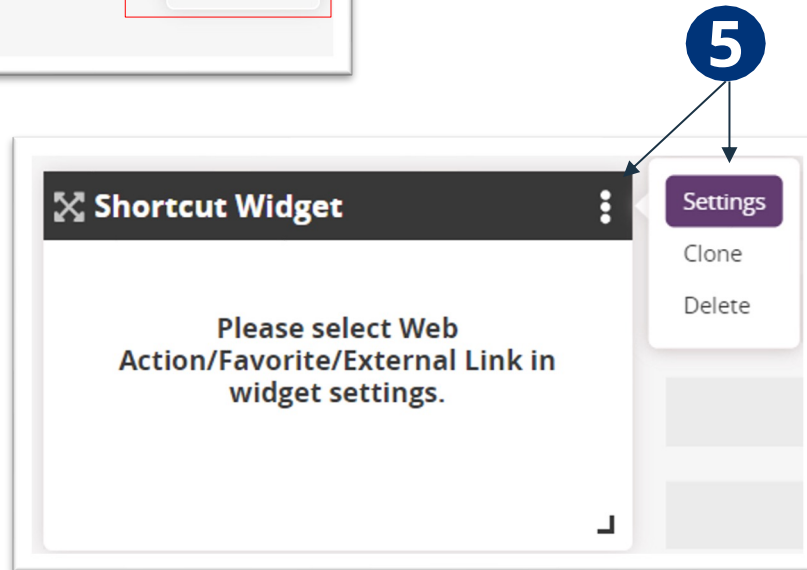 5
Shortcut Widget
Settings
Clone
Delete
Please select Web
Action/Favorite/External Link in
widget settings.